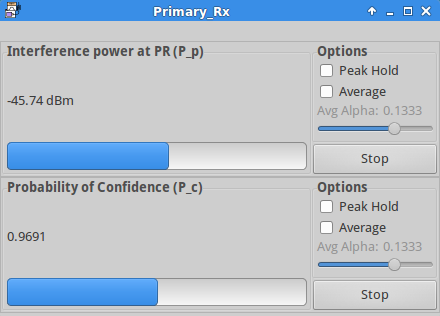 Primary_Rx
Interference power at PR (P_p)
-45.74 dBm
Options
Peak Hold
Average
Avg Alpha: 0.1333
Stop
Probability of Confidence (P_c)
0.9691
Options
Peak Hold
Average
Avg Alpha: 0.1333
Stop